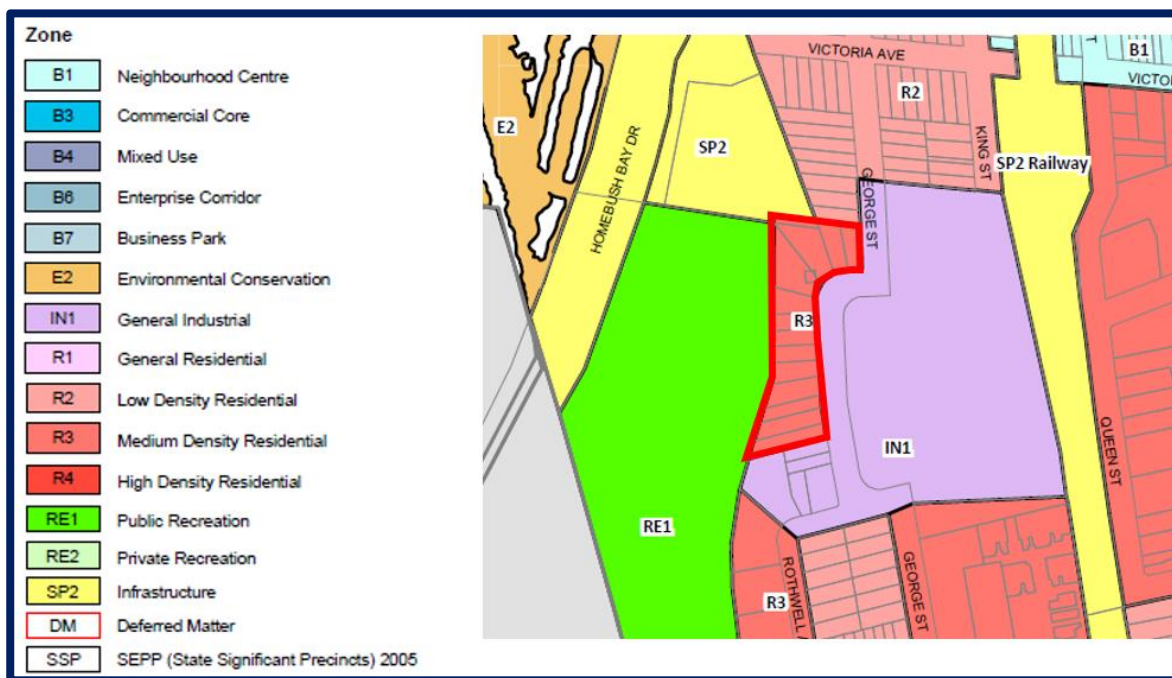 Zone
B1 Neighbourhood Centre
B3 Commercial Core
B4 Mixed Use
B6 Enterprise Corridor
B7 Business Park
E2 Environmental Conservation
IN1 General Industrial
R1 General Residential
R2 Low Density Residential
R3 Medium Density Residential
R4 High Density Residential
RE1 Public Recreation
RE2 Private Recreation
SP2 Infrastructure
DM Deferred Matter
SSP SEPP (State Significant Precincts) 2005
VICTORIA AVE
B1
ST
VICTOR
R2
E2
SP2
KING ST
SP2 Railway
HOMEBUSH BAY DR
GEORGE ST
R3
QUEEN ST
IN1
RE1
ROTHWELL A
GEORGE ST
R3